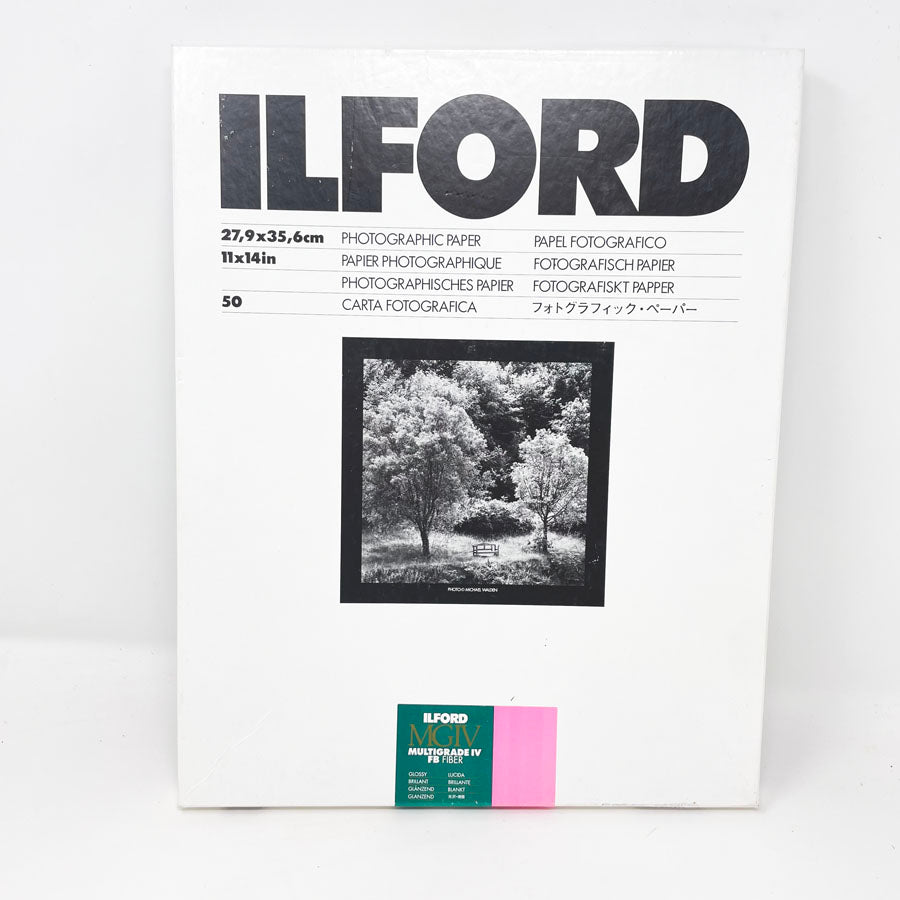 ILFORD
27,9x35,6cm PHOTOGRAPHIC PAPER PAPEL FOTOGRAFICO
11x14in PAPIER PHOTOGRAPHIQUE FOTOGRAFISCH PAPIER
PHOTOGRAPHISCHES PAPIER FOTOGRAFISKT PAPPER
50 CARTA FOTOGRAFICA フォトグラフィック・ペーパー
PHOTO © MICHAEL WALDEN
ILFORD
MGIV
MULTIGRADE IV
FB FIBER
GLOSSY LUCIDA
BRILLANT BRILLANTE
GLÄNZEND BLANKT
GLANZEND